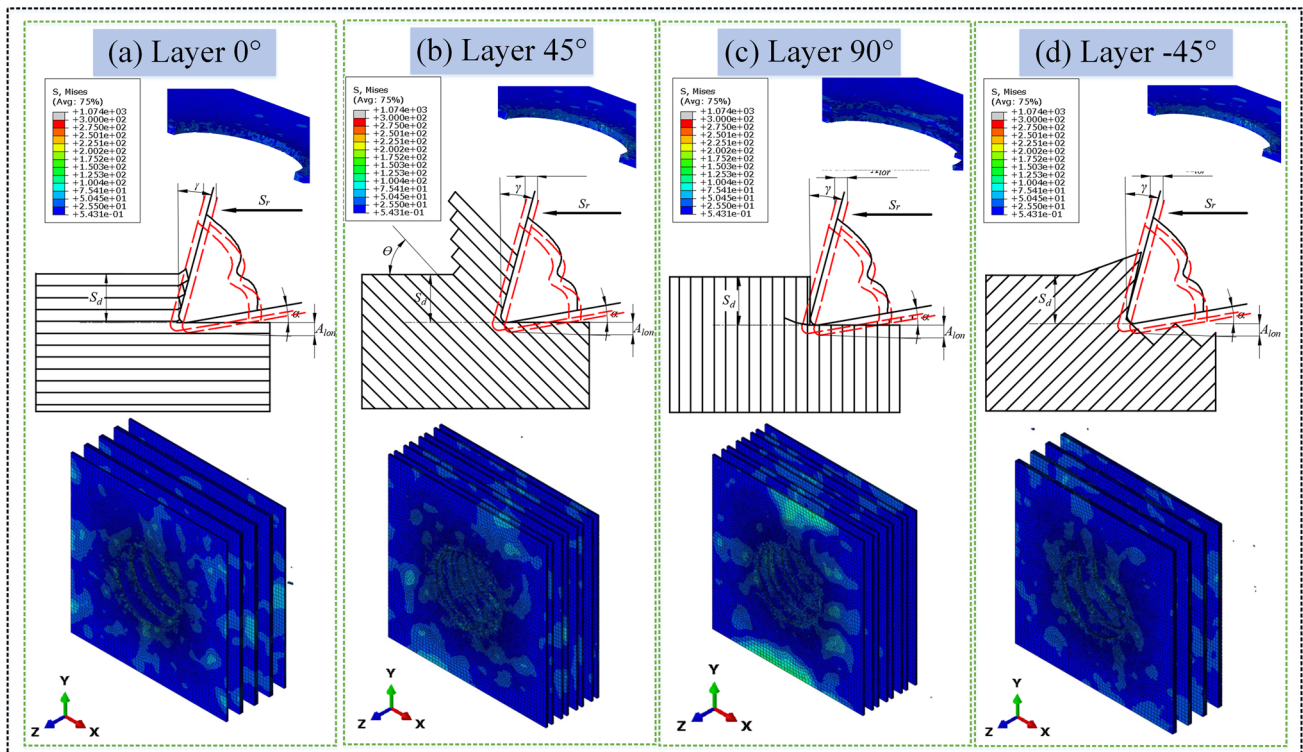 (a) Layer 0°
S, Mises
(Avg: 75%)
+1.074e+03
+3.000e+02
+2.750e+02
+2.501e+02
+2.251e+02
+2.002e+02
+1.752e+02
+1.503e+02
+1.253e+02
+1.004e+02
+7.541e+01
+5.045e+01
+2.550e+01
+5.431e-01
γ
Sr
Sd
α
Alon
Y
Z
X
(b) Layer 45°
S, Mises
(Avg: 75%)
+1.074e+03
+3.000e+02
+2.750e+02
+2.501e+02
+2.251e+02
+2.002e+02
+1.752e+02
+1.503e+02
+1.253e+02
+1.004e+02
+7.541e+01
+5.045e+01
+2.550e+01
+5.431e-01
γ
Sr
Θ
Sd
α
Alon
Y
Z
X
(c) Layer 90°
S, Mises
(Avg: 75%)
+1.074e+03
+3.000e+02
+2.750e+02
+2.501e+02
+2.251e+02
+2.002e+02
+1.752e+02
+1.503e+02
+1.253e+02
+1.004e+02
+7.541e+01
+5.045e+01
+2.550e+01
+5.431e-01
γ
Sr
Sd
α
Alon
Y
Z
X
(d) Layer -45°
S, Mises
(Avg: 75%)
+1.074e+03
+3.000e+02
+2.750e+02
+2.501e+02
+2.251e+02
+2.002e+02
+1.752e+02
+1.503e+02
+1.253e+02
+1.004e+02
+7.541e+01
+5.045e+01
+2.550e+01
+5.431e-01
γ
Sr
Sd
α
Alon
Y
Z
X